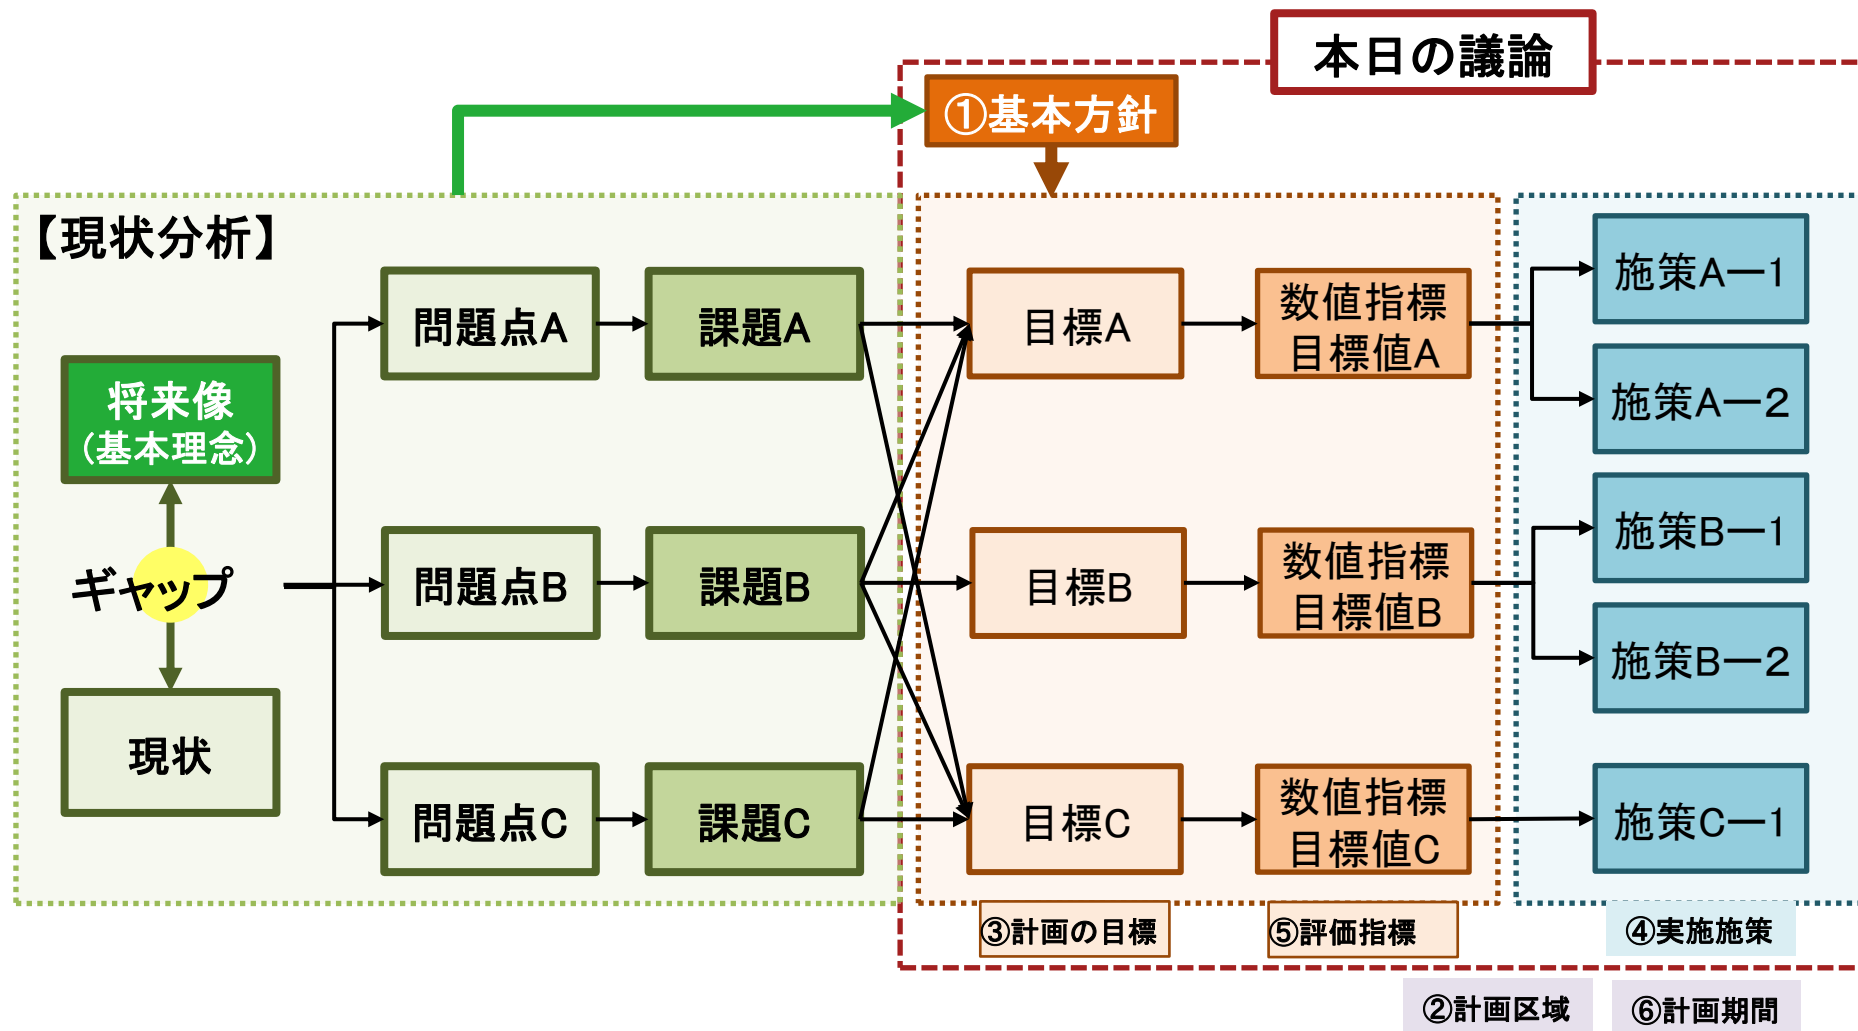 本日の議論
①基本方針
【現状分析】
将来像
（基本理念）
ギャップ
現状
問題点A
課題A
目標A
数値指標
目標値A
施策A－1
施策A－2
問題点B
課題B
目標B
数値指標
目標値B
施策B－1
施策B－2
問題点C
課題C
目標C
数値指標
目標値C
施策C－1
③計画の目標
⑤評価指標
④実施施策
②計画区域
⑥計画期間